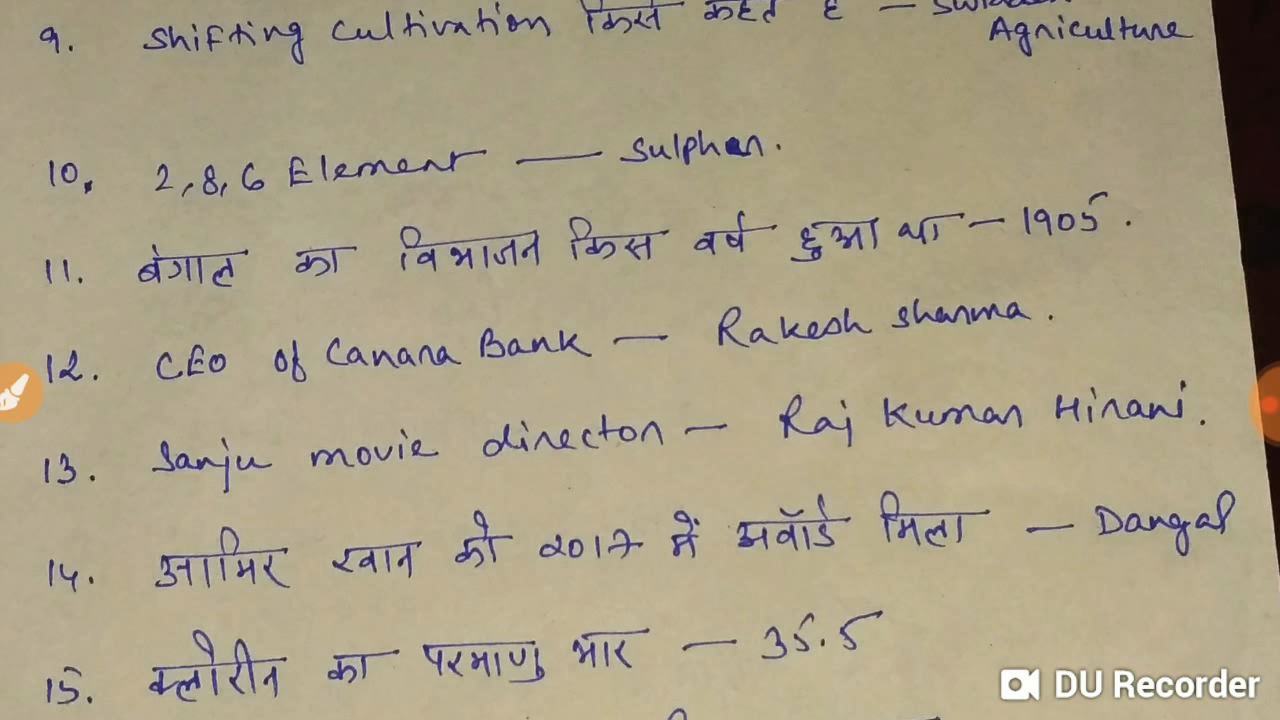 9. Shifting Cultivation किसे कहते है —
Agriculture
10. 2,8,6 Element — Sulphur.
11. बंगाल का विभाजन किस वर्ष हुआ था – 1905.
12. CEO of Canara Bank — Rakesh Sharma.
13. Sanju movie director – Raj Kumar Hirani.
14. आमिर खान को 2017 में अवॉर्ड मिला — Dangal
15. क्लोरीन का परमाणु भार — 35.5
DU Recorder